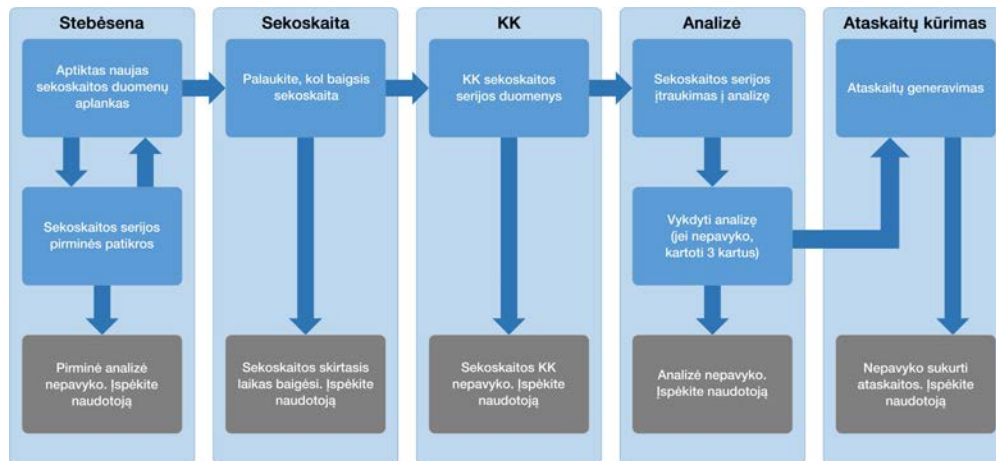 Stebėsena
Aptiktas naujas
sekoskaitos duomenų
aplankas
Sekoskaitos serijos
pirminės patikros
Pirminė analizė
nepavyko. Įspėkite
naudotoją
Sekoskaita
Palaukite, kol baigsis
sekoskaita
Sekoskaitos skirtasis
laikas baigėsi. Įspėkite
naudotoją
KK
KK sekoskaitos
serijos duomenys
Sekoskaitos KK
nepavyko. Įspėkite
naudotoją
Analizė
Sekoskaitos serijos
įtraukimas į analizę
Vykdyti analizę
(jei nepavyko,
kartoti 3 kartus)
Analizė nepavyko.
Įspėkite naudotoją
Ataskaitų kūrimas
Ataskaitų generavimas
Nepavyko sukurti
ataskaitos. Įspėkite
naudotoją